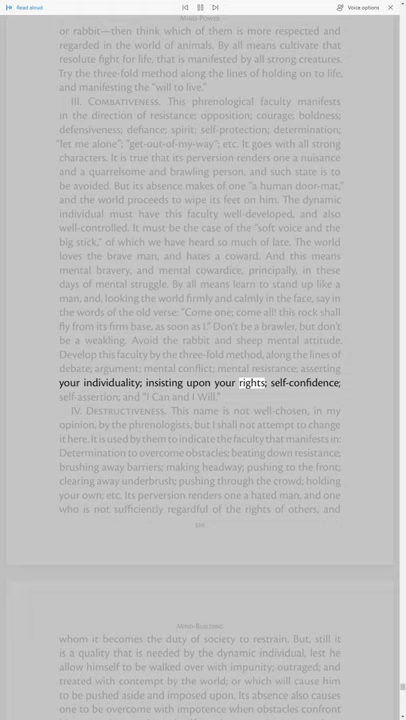 Read aloud
Voice options
Mind-Power
or rabbit—then think which of them is more respected and
regarded in the world of animals. By all means cultivate that
resolute fight for life, that is manifested by all strong creatures.
Try the three-fold method along the lines of holding on to life,
and manifesting the "will to live."
III. Combativeness. This phrenological faculty manifests
in the direction of resistance; opposition; courage; boldness;
defensiveness; defiance; spirit; self-protection; determination;
"let me alone"; "get-out-of-my-way"; etc. It goes with all strong
characters. It is true that its perversion renders one a nuisance
and a quarrelsome and brawling person, and such state is to
be avoided. But its absence makes of one "a human door-mat,"
and the world proceeds to wipe its feet on him. The dynamic
individual must have this faculty well-developed, and also
well-controlled. It must be the case of the "soft voice and the
big stick," of which we have heard so much of late. The world
loves the brave man, and hates a coward. And this means
mental bravery, and mental cowardice, principally, in these
days of mental struggle. By all means learn to stand up like a
man, and, looking the world firmly and calmly in the face, say in
the words of the old verse: "Come one; come all! this rock shall
fly from its firm base, as soon as I." Don't be a brawler, but don't
be a weakling. Avoid the rabbit and sheep mental attitude.
Develop this faculty by the three-fold method, along the lines of
debate; argument; mental conflict; mental resistance; asserting
your individuality; insisting upon your rights; self-confidence;
self-assertion; and "I Can and I Will."
IV. Destructiveness. This name is not well-chosen, in my
opinion, by the phrenologists, but I shall not attempt to change
it here. It is used by them to indicate the faculty that manifests in:
Determination to overcome obstacles; beating down resistance;
brushing away barriers; making headway; pushing to the front;
clearing away underbrush; pushing through the crowd; holding
your own; etc. Its perversion renders one a hated man, and one
who is not sufficiently regardful of the rights of others, and
Mind-Building
whom it becomes the duty of society to restrain. But, still it
is a quality that is needed by the dynamic individual, lest he
allow himself to be walked over with impunity; outraged; and
treated with contempt by the world; or which will cause him
to be pushed aside and imposed upon. Its absence also causes
one to be overcome with impotence when obstacles confront